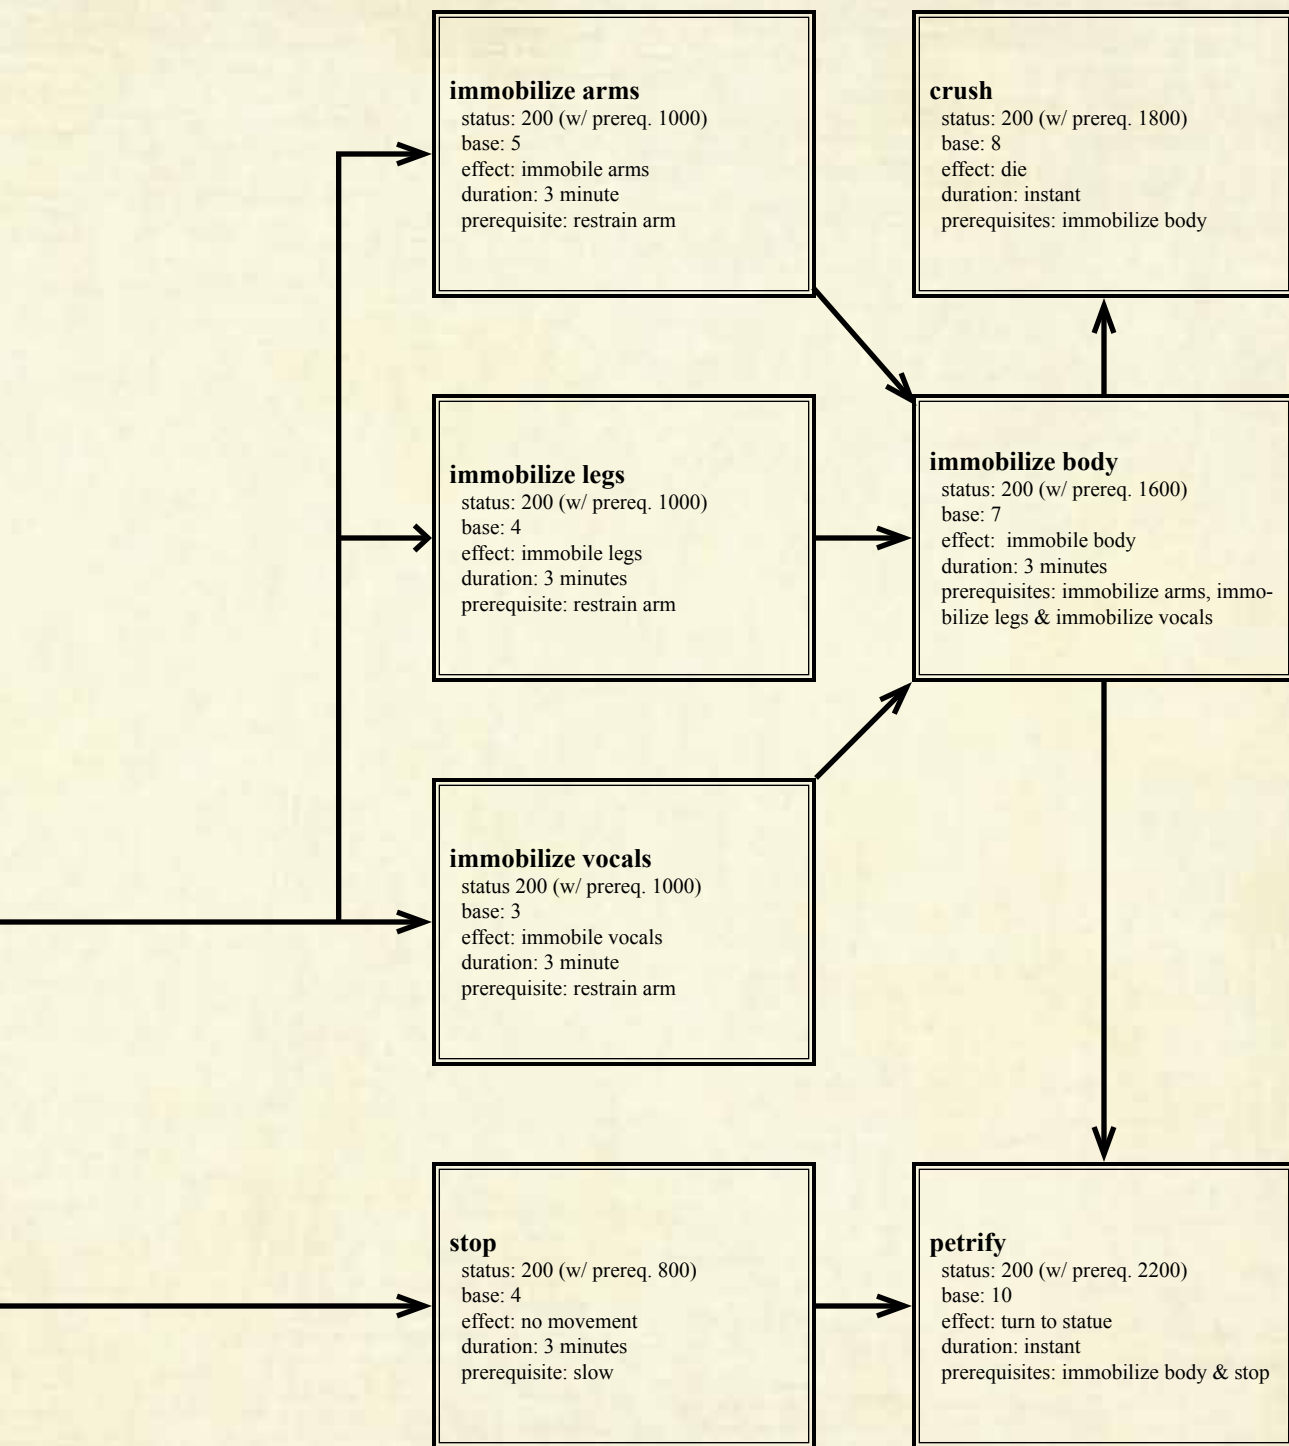 immobilize arms
status: 200 (w/ prereq. 1000)
base: 5
effect: immobile arms
duration: 3 minute
prerequisite: restrain arm
crush
status: 200 (w/ prereq. 1800)
base: 8
effect: die
duration: instant
prerequisites: immobilize body
immobilize legs
status: 200 (w/ prereq. 1000)
base: 4
effect: immobile legs
duration: 3 minutes
prerequisite: restrain arm
immobilize body
status: 200 (w/ prereq. 1600)
base: 7
effect:  immobile body
duration: 3 minutes
prerequisites: immobilize arms, immo-
bilize legs & immobilize vocals
immobilize vocals
status 200 (w/ prereq. 1000)
base: 3
effect: immobile vocals
duration: 3 minute
prerequisite: restrain arm
stop
status: 200 (w/ prereq. 800)
base: 4
effect: no movement
duration: 3 minutes
prerequisite: slow
petrify
status: 200 (w/ prereq. 2200)
base: 10
effect: turn to statue
duration: instant
prerequisites: immobilize body & stop